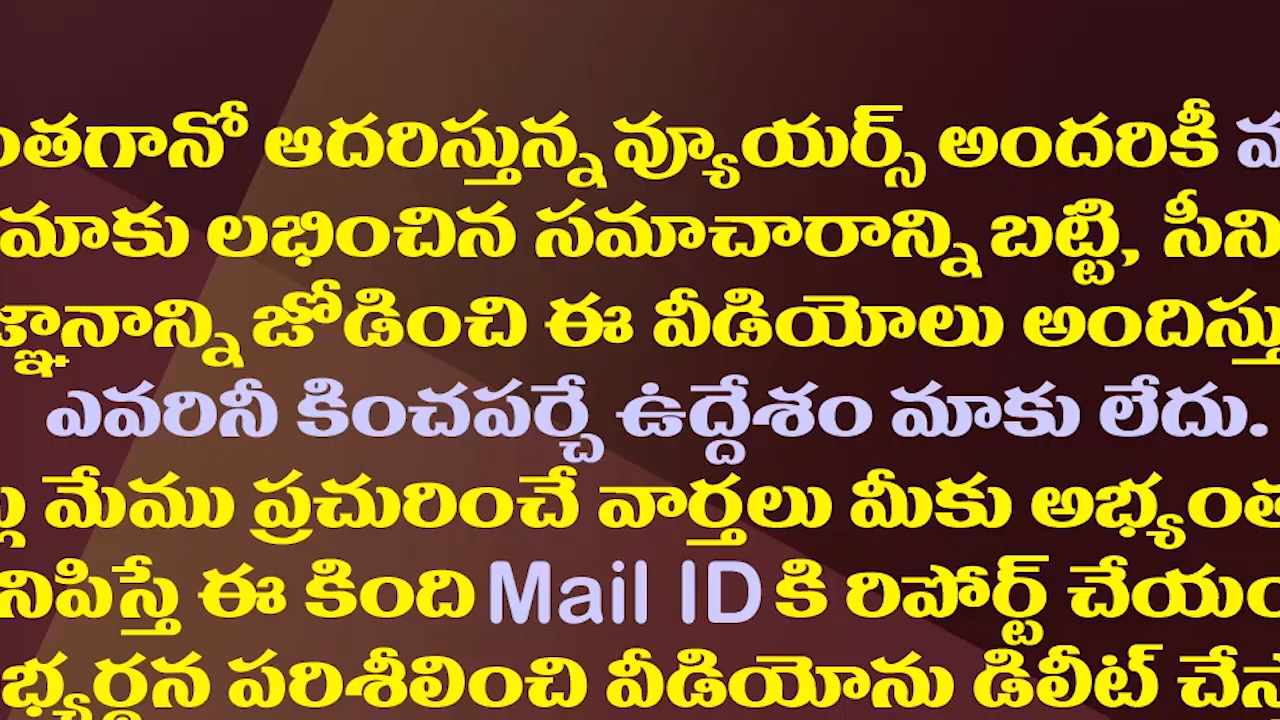 ంతగానో ఆదరిస్తున్న వ్యూయర్స్ అందరికీ
మాకు లభించిన సమాచారాన్ని బట్టి, సీని
జ్ఞానాన్ని జోడించి ఈ వీడియోలు అందిస్తు
ఎవరినీ కించపర్చే ఉద్దేశం మాకు లేదు.
మేము ప్రచురించే వార్తలు మీకు అభ్యంత
నిపిస్తే ఈ కింది Mail ID కి రిపోర్ట్ చేయం
భ్యర్థన పరిశీలించి వీడియోను డిలీట్ చేస